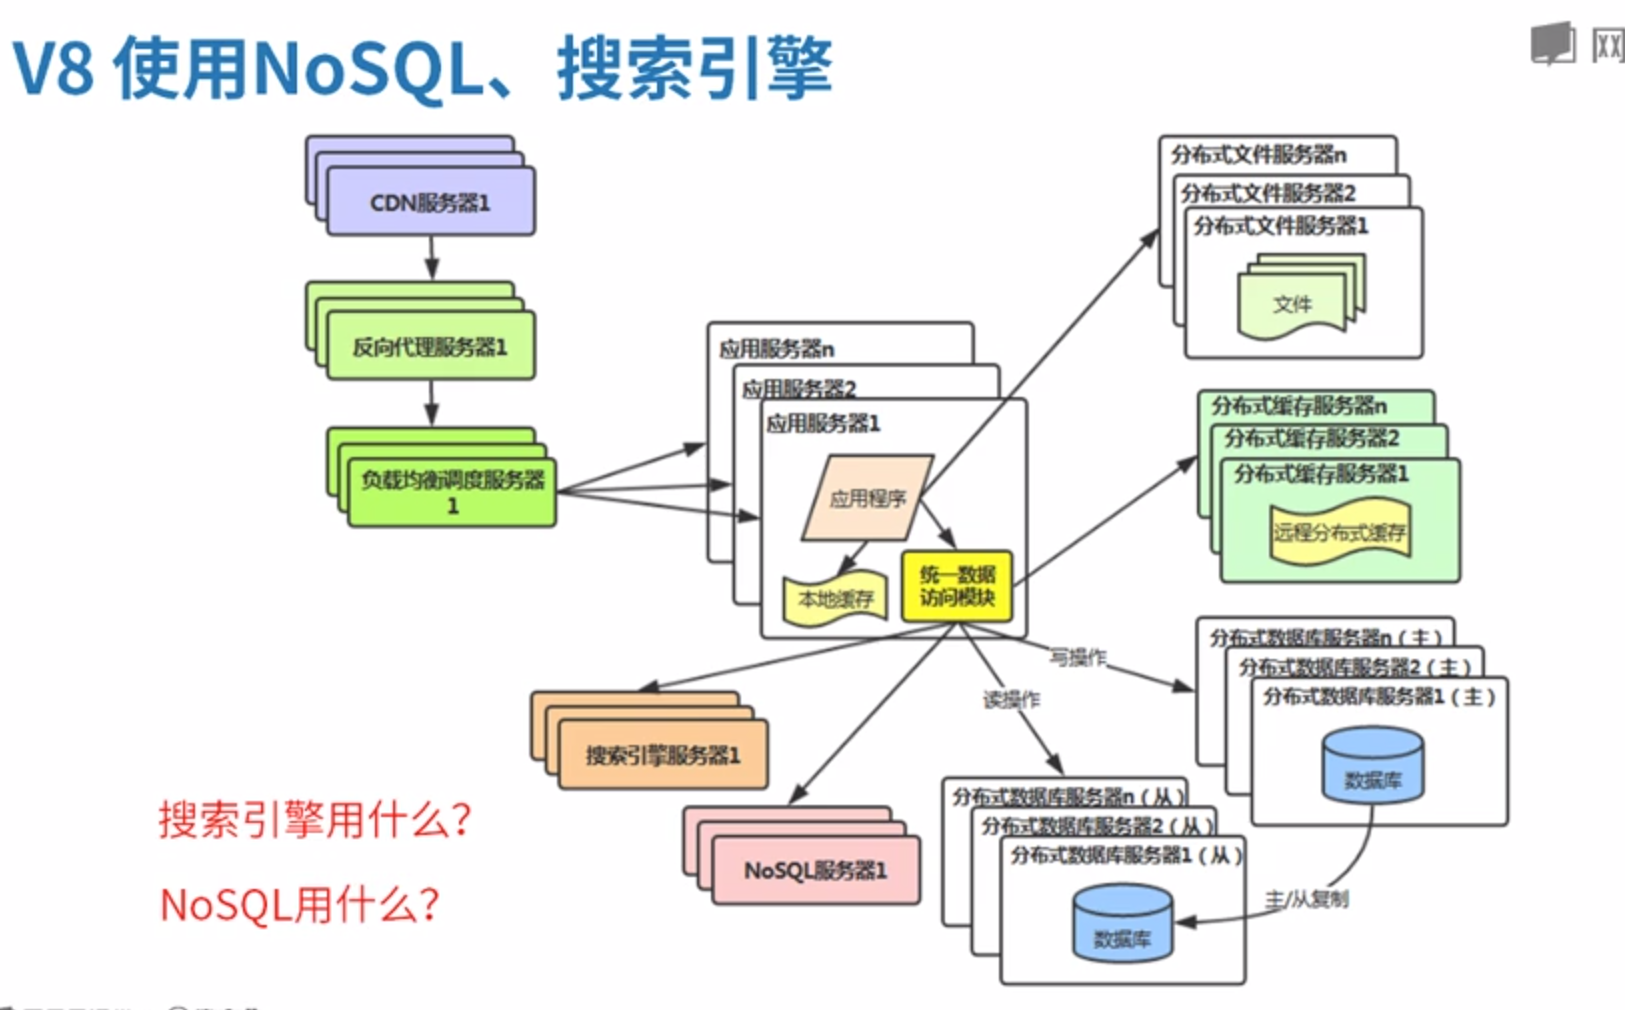 V8 使用NoSQL、搜索引擎
网
CDN服务器1
反向代理服务器1
负载均衡调度服务器
1
应用服务器n
应用服务器2
应用服务器1
应用程序
本地缓存
统一数据
访问模块
分布式文件服务器n
分布式文件服务器2
分布式文件服务器1
文件
分布式缓存服务器n
分布式缓存服务器2
分布式缓存服务器1
远程分布式缓存
写操作
读操作
分布式数据库服务器n（主）
分布式数据库服务器2（主）
分布式数据库服务器1（主）
数据库
搜索引擎服务器1
NoSQL服务器1
分布式数据库服务器n（从）
分布式数据库服务器2（从）
分布式数据库服务器1（从）
数据库
主/从复制
搜索引擎用什么？
NoSQL用什么？